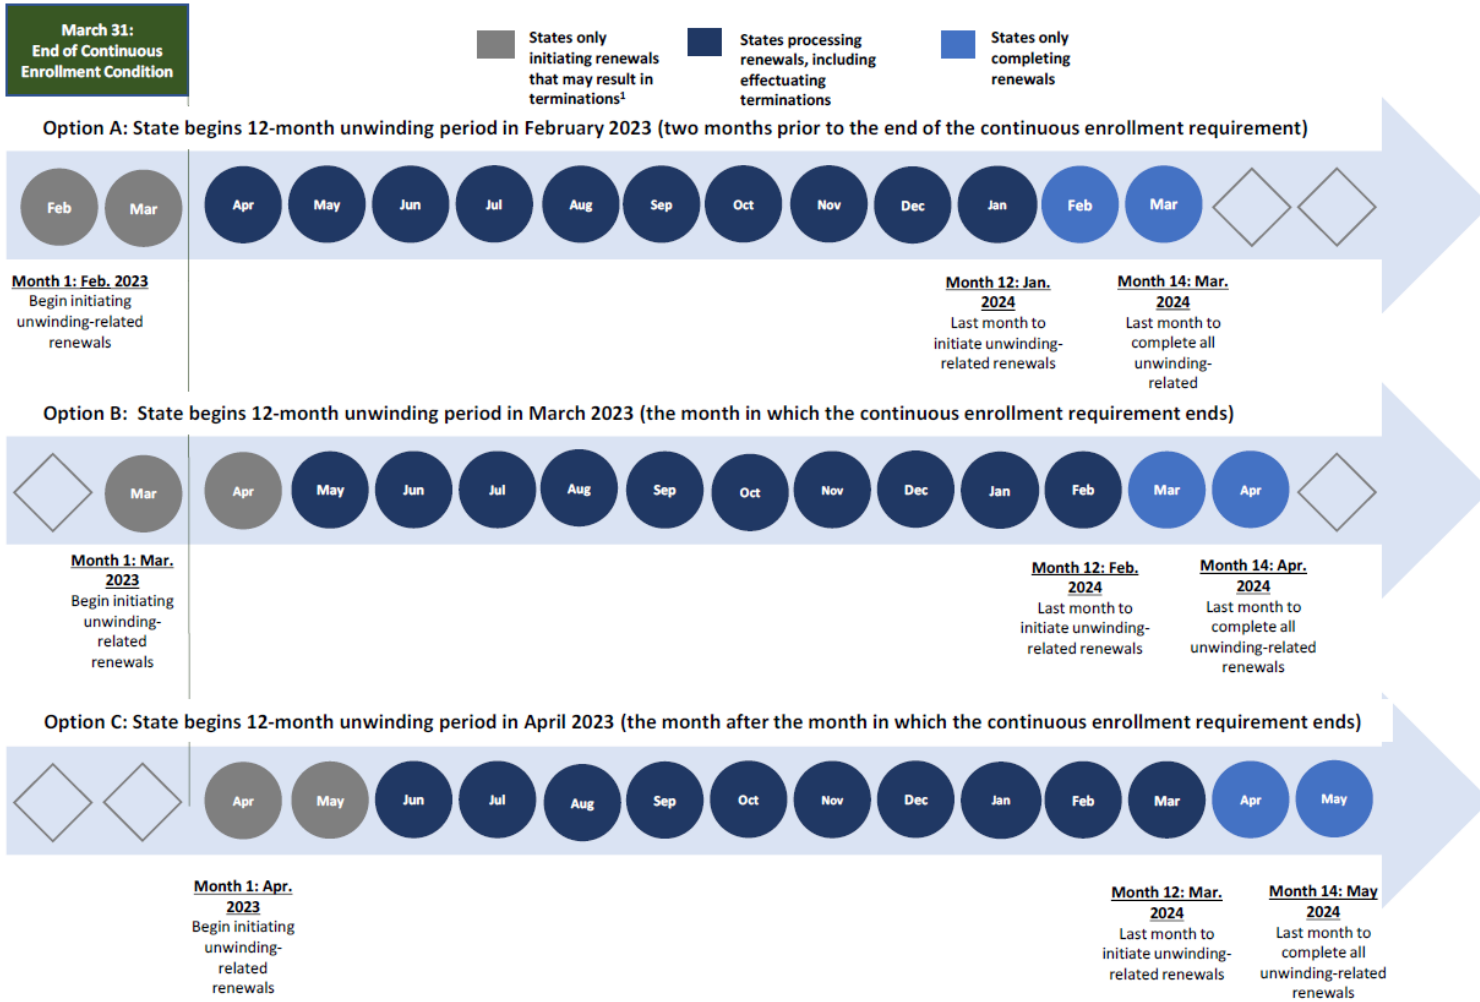 March 31:
End of Continuous
Enrollment Condition
States only
initiating renewals
that may result in
terminations¹
States processing
renewals, including
effectuating
terminations
States only
completing
renewals
Option A: State begins 12-month unwinding period in February 2023 (two months prior to the end of the continuous enrollment requirement)
Feb Mar Apr May Jun Jul Aug Sep Oct Nov Dec Jan Feb Mar
Month 1: Feb. 2023
Begin initiating
unwinding-related
renewals
Month 12: Jan.
2024
Last month to
initiate unwinding-
related renewals
Month 14: Mar.
2024
Last month to
complete all
unwinding-
related
Option B: State begins 12-month unwinding period in March 2023 (the month in which the continuous enrollment requirement ends)
Mar Apr May Jun Jul Aug Sep Oct Nov Dec Jan Feb Mar Apr
Month 1: Mar.
2023
Begin initiating
unwinding-
related
renewals
Month 12: Feb.
2024
Last month to
initiate unwinding-
related renewals
Month 14: Apr.
2024
Last month to
complete all
unwinding-related
renewals
Option C: State begins 12-month unwinding period in April 2023 (the month after the month in which the continuous enrollment requirement ends)
Apr May Jun Jul Aug Sep Oct Nov Dec Jan Feb Mar Apr May
Month 1: Apr.
2023
Begin initiating
unwinding-
related
renewals
Month 12: Mar.
2024
Last month to
initiate unwinding-
related renewals
Month 14: May
2024
Last month to
complete all
unwinding-related
renewals